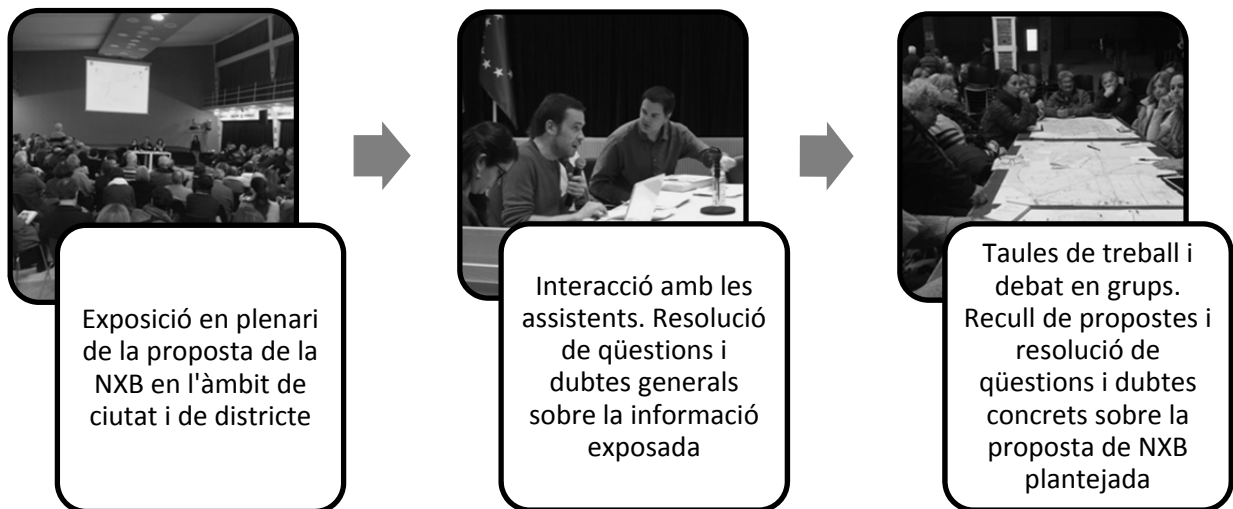 Exposició en plenari
de la proposta de la
NXB en l'àmbit de
ciutat i de districte
Interacció amb les
assistents. Resolució
de qüestions i
dubtes generals
sobre la informació
exposada
Taules de treball i
debat en grups.
Recull de propostes i
resolució de
qüestions i dubtes
concrets sobre la
proposta de NXB
plantejada